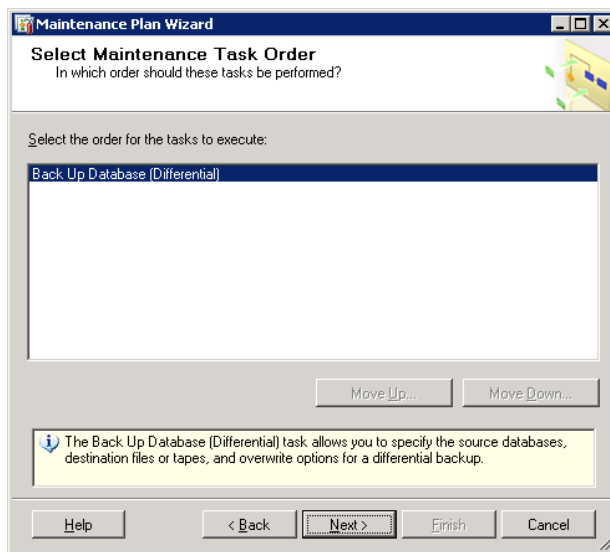 Maintenance Plan Wizard
Select Maintenance Task Order
In which order should these tasks be performed?
Select the order for the tasks to execute:
Back Up Database (Differential)
Move Up...
Move Down...
The Back Up Database (Differential) task allows you to specify the source databases,
destination files or tapes, and overwrite options for a differential backup.
Help
< Back
Next >
Finish
Cancel